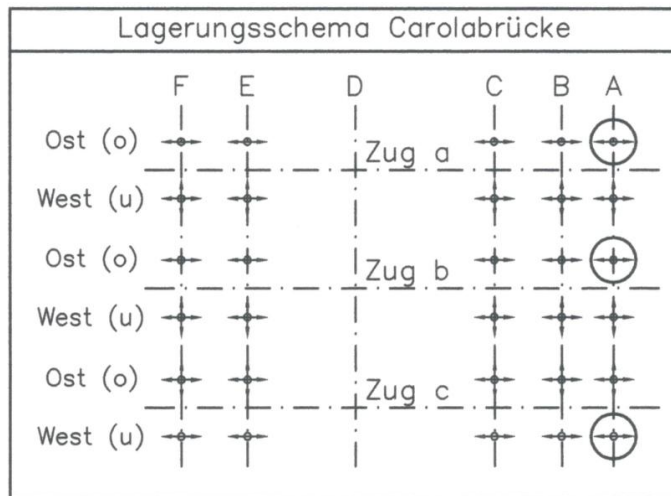 Lagerungsschema Carolabrücke
F E D C B A
Ost (o)
Zug a
West (u)
Ost (o)
Zug b
West (u)
Ost (o)
Zug c
West (u)